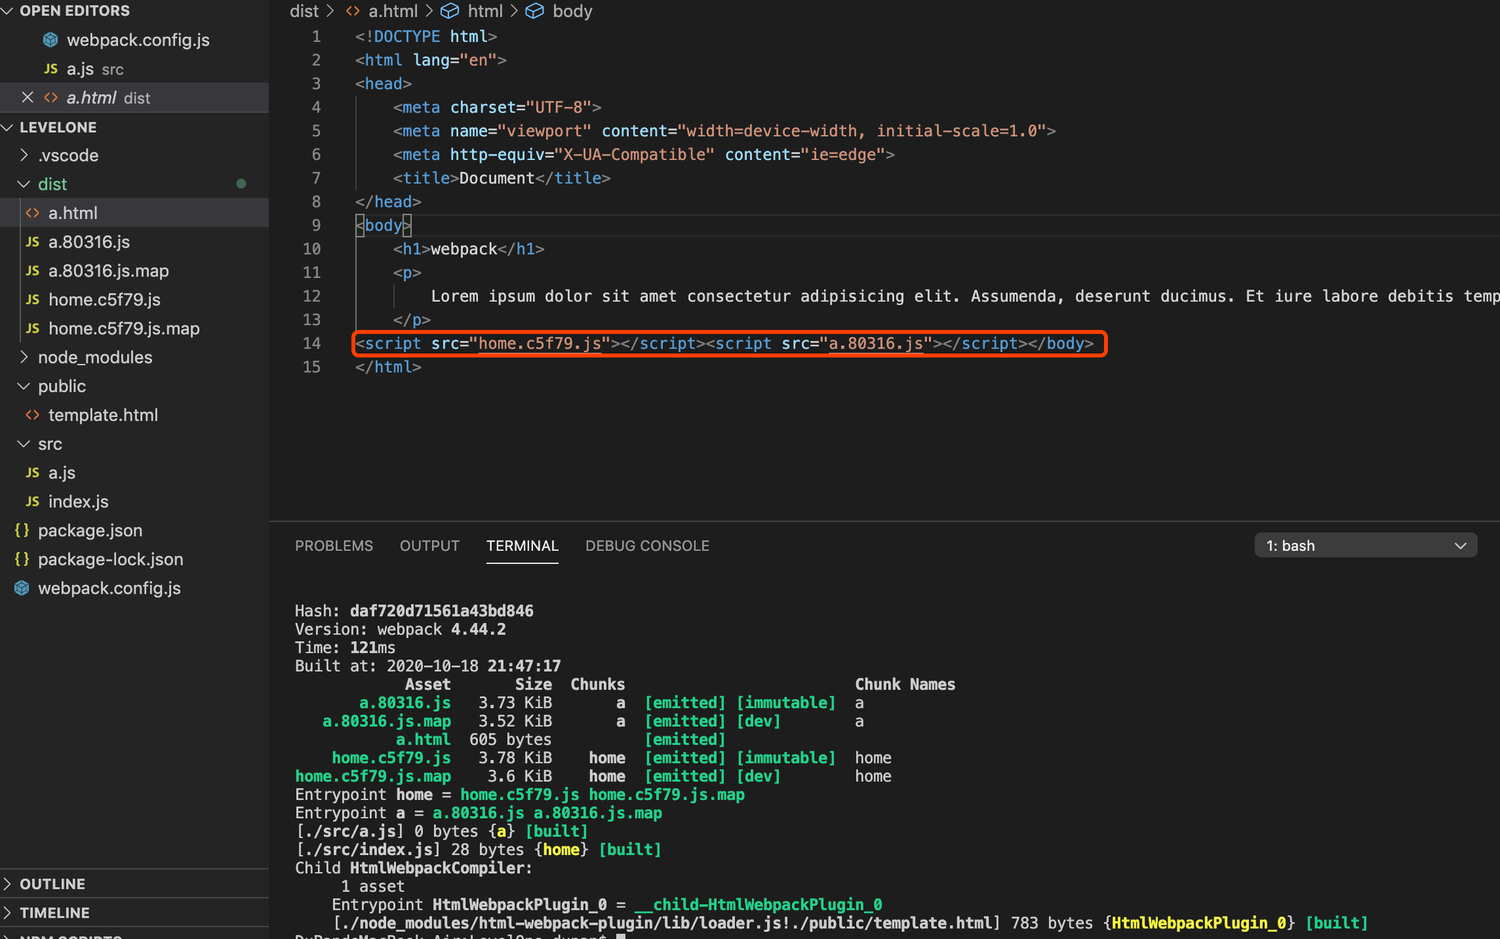 OPEN EDITORS
webpack.config.js
JS a.js src
a.html dist
LEVELONE
.vscode
dist
a.html
JS a.80316.js
JS a.80316.js.map
JS home.c5f79.js
JS home.c5f79.js.map
node_modules
public
template.html
src
JS a.js
JS index.js
{} package.json
{} package-lock.json
webpack.config.js
OUTLINE
TIMELINE
NPM SCRIPTS
dist > a.html > html > body
1 <!DOCTYPE html>
2 <html lang="en">
3 <head>
4 <meta charset="UTF-8">
5 <meta name="viewport" content="width=device-width, initial-scale=1.0">
6 <meta http-equiv="X-UA-Compatible" content="ie=edge">
7 <title>Document</title>
8 </head>
9 <body>
10 <h1>webpack</h1>
11 <p>
12 Lorem ipsum dolor sit amet consectetur adipisicing elit. Assumenda, deserunt ducimus. Et iure labore debitis temp
13 </p>
14 <script src="home.c5f79.js"></script><script src="a.80316.js"></script></body>
15 </html>
PROBLEMS OUTPUT TERMINAL DEBUG CONSOLE 1: bash
Hash: daf720d71561a43bd846
Version: webpack 4.44.2
Time: 121ms
Built at: 2020-10-18 21:47:17
Asset Size Chunks Chunk Names
a.80316.js 3.73 KiB a [emitted] [immutable] a
a.80316.js.map 3.52 KiB a [emitted] [dev] a
a.html 605 bytes [emitted]
home.c5f79.js 3.78 KiB home [emitted] [immutable] home
home.c5f79.js.map 3.6 KiB home [emitted] [dev] home
Entrypoint home = home.c5f79.js home.c5f79.js.map
Entrypoint a = a.80316.js a.80316.js.map
[./src/a.js] 0 bytes {a} [built]
[./src/index.js] 28 bytes {home} [built]
Child HtmlWebpackCompiler:
1 asset
Entrypoint HtmlWebpackPlugin_0 = __child-HtmlWebpackPlugin_0
[./node_modules/html-webpack-plugin/lib/loader.js!./public/template.html] 783 bytes {HtmlWebpackPlugin_0} [built]